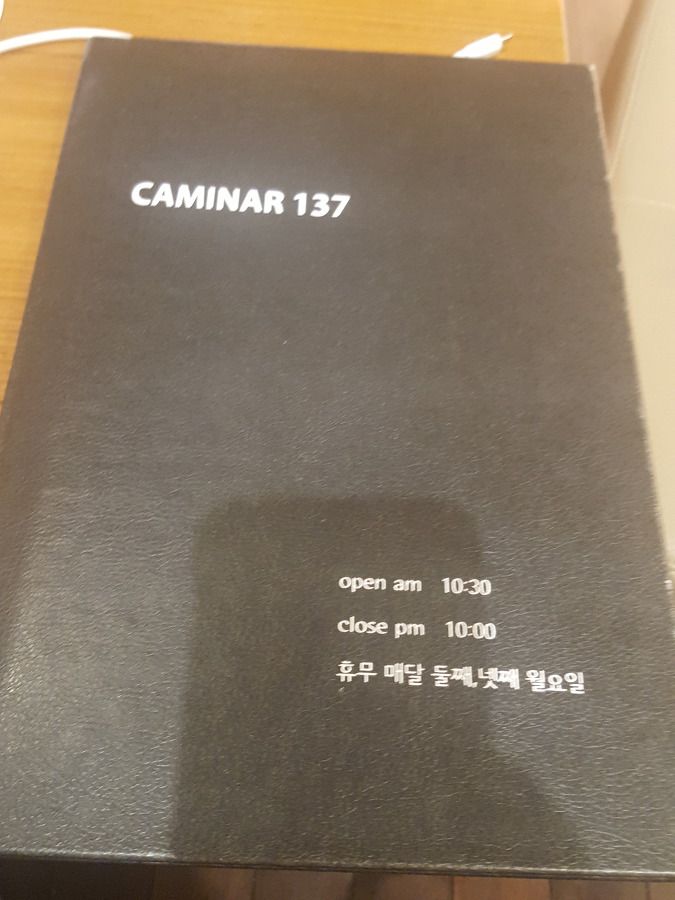 CAMINAR 137
open am 10:30
close pm 10:00
휴무 매달 둘째,넷째 월요일